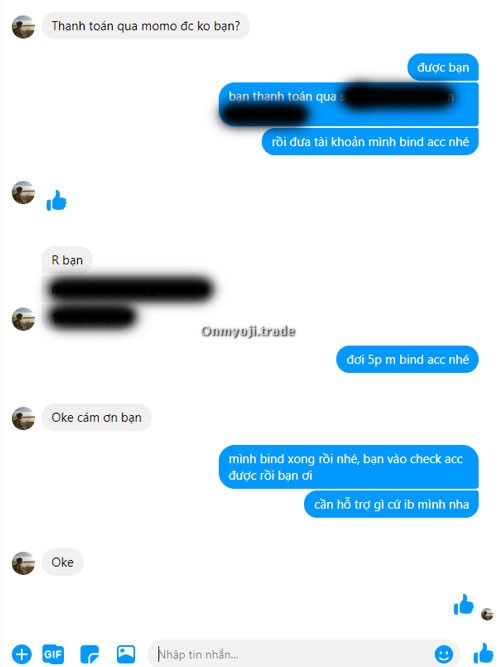 Thanh toán qua momo đc ko bạn?
được bạn
bạn thanh toán qua
rồi đưa tài khoản mình bind acc nhé
R bạn
Onmyoji.trade
đợi 5p m bind acc nhé
Oke cám ơn bạn
mình bind xong rồi nhé, bạn vào check acc
được rồi bạn ơi
cần hỗ trợ gì cứ ib mình nha
Oke
GIF
Nhập tin nhắn...